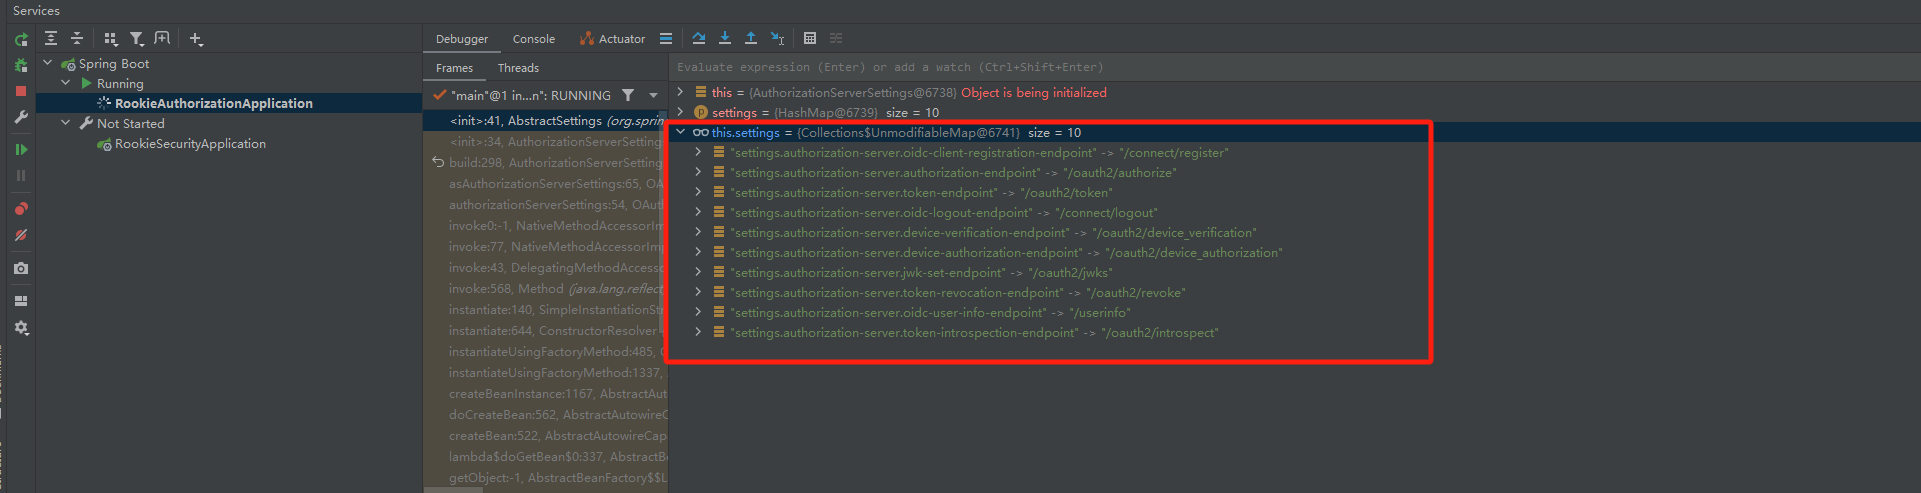 Services
Debugger Console Actuator
Spring Boot
Running
RookieAuthorizationApplication
Not Started
RookieSecurityApplication
Frames Threads
"main"@1 in...n": RUNNING
<init>:41, AbstractSettings (org.sprin
<init>:34, AuthorizationServerSetting
build:298, AuthorizationServerSetting
asAuthorizationServerSettings:65, OA
authorizationServerSettings:54, OAut
invoke0:-1, NativeMethodAccessorIm
invoke:77, NativeMethodAccessorImp
invoke:43, DelegatingMethodAccesso
invoke:568, Method (java.lang.reflect
instantiate:140, SimpleInstantiationSt
instantiate:644, ConstructorResolver
instantiateUsingFactoryMethod:485, C
instantiateUsingFactoryMethod:1337,
createBeanInstance:1167, AbstractAut
doCreateBean:562, AbstractAutowireC
createBean:522, AbstractAutowireCap
lambda$doGetBean$0:337, AbstractBe
getObject:-1, AbstractBeanFactory$$L
Evaluate expression (Enter) or add a watch (Ctrl+Shift+Enter)
this = {AuthorizationServerSettings@6738} Object is being initialized
settings = {HashMap@6739} size = 10
this.settings = {Collections$UnmodifiableMap@6741} size = 10
"settings.authorization-server.oidc-client-registration-endpoint" -> "/connect/register"
"settings.authorization-server.authorization-endpoint" -> "/oauth2/authorize"
"settings.authorization-server.token-endpoint" -> "/oauth2/token"
"settings.authorization-server.oidc-logout-endpoint" -> "/connect/logout"
"settings.authorization-server.device-verification-endpoint" -> "/oauth2/device_verification"
"settings.authorization-server.device-authorization-endpoint" -> "/oauth2/device_authorization"
"settings.authorization-server.jwk-set-endpoint" -> "/oauth2/jwks"
"settings.authorization-server.token-revocation-endpoint" -> "/oauth2/revoke"
"settings.authorization-server.oidc-user-info-endpoint" -> "/userinfo"
"settings.authorization-server.token-introspection-endpoint" -> "/oauth2/introspect"